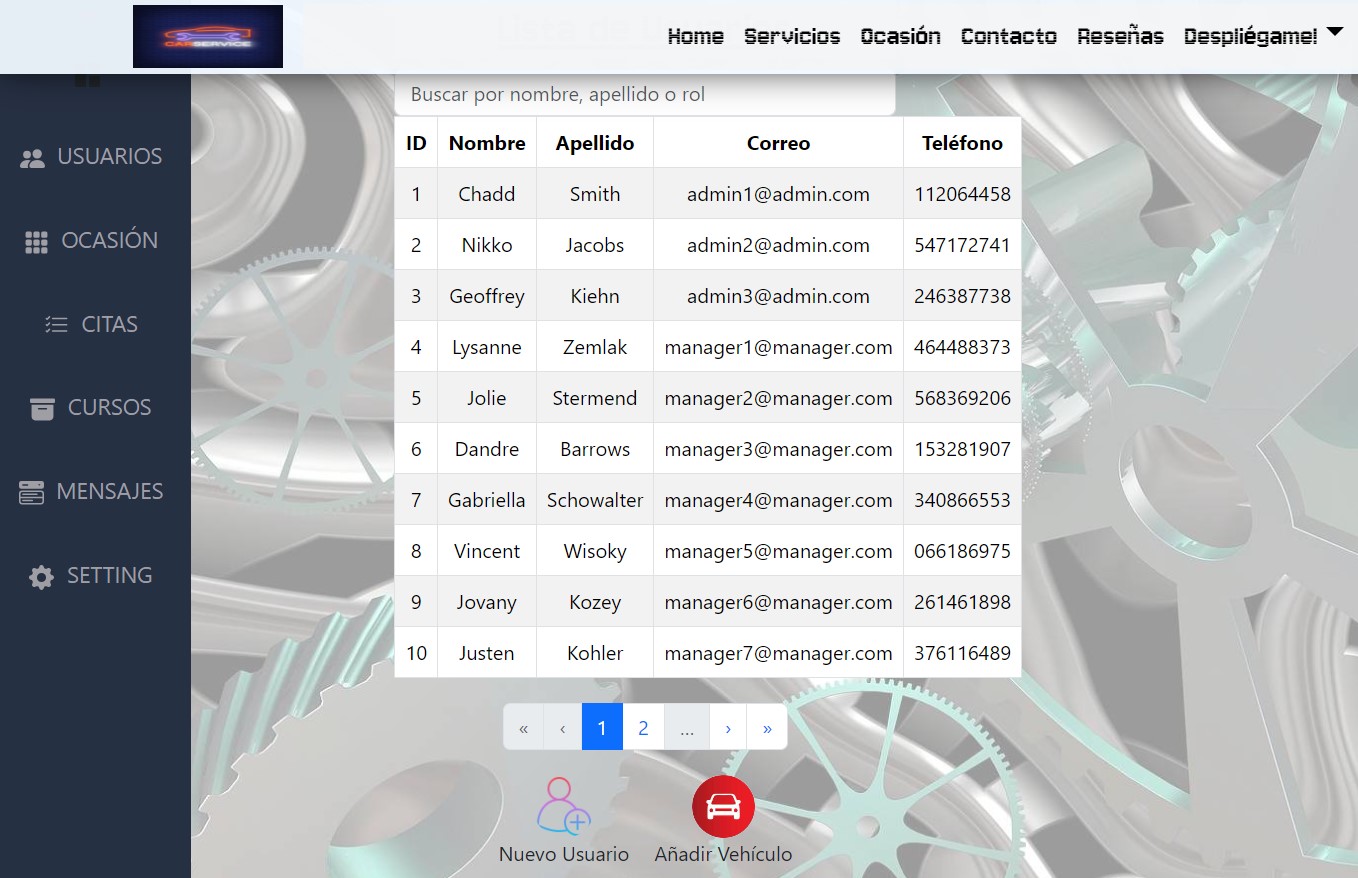 Lista de Usuarios
CARSERVICE
Home Servicios Ocasión Contacto Reseñas Despliégame!
USUARIOS
OCASIÓN
CITAS
CURSOS
MENSAJES
SETTING
Buscar por nombre, apellido o rol
ID Nombre Apellido Correo Teléfono
1 Chadd Smith admin1@admin.com 112064458
2 Nikko Jacobs admin2@admin.com 547172741
3 Geoffrey Kiehn admin3@admin.com 246387738
4 Lysanne Zemlak manager1@manager.com 464488373
5 Jolie Stermend manager2@manager.com 568369206
6 Dandre Barrows manager3@manager.com 153281907
7 Gabriella Schowalter manager4@manager.com 340866553
8 Vincent Wisoky manager5@manager.com 066186975
9 Jovany Kozey manager6@manager.com 261461898
10 Justen Kohler manager7@manager.com 376116489
« ‹ 1 2 ... › »
Nuevo Usuario Añadir Vehículo